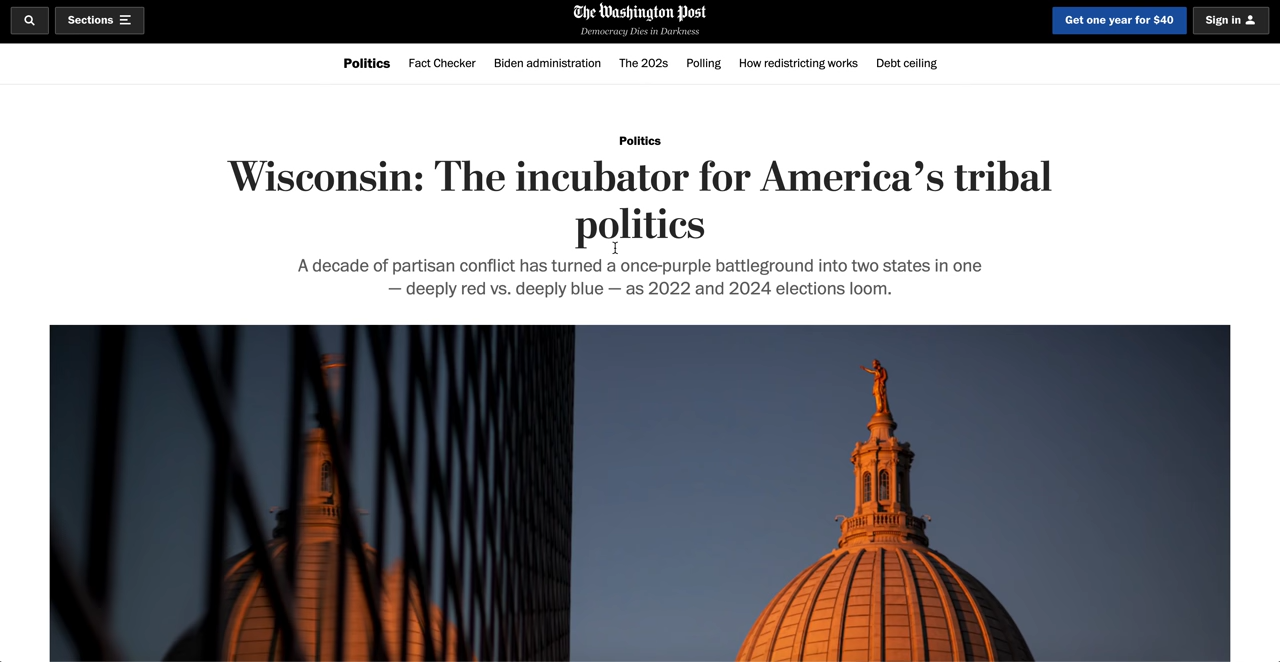 Sections
The Washington Post
Democracy Dies in Darkness
Get one year for $40
Sign in
Politics Fact Checker Biden administration The 202s Polling How redistricting works Debt ceiling
Politics
Wisconsin: The incubator for America’s tribal
politics
A decade of partisan conflict has turned a once-purple battleground into two states in one
— deeply red vs. deeply blue — as 2022 and 2024 elections loom.